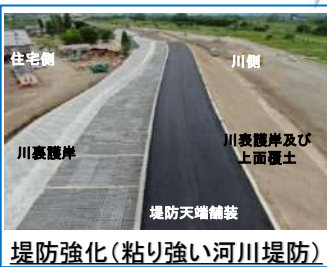 住宅側
川側
川裏護岸
川表護岸及び
上面覆土
堤防天端舗装
堤防強化（粘り強い河川堤防）